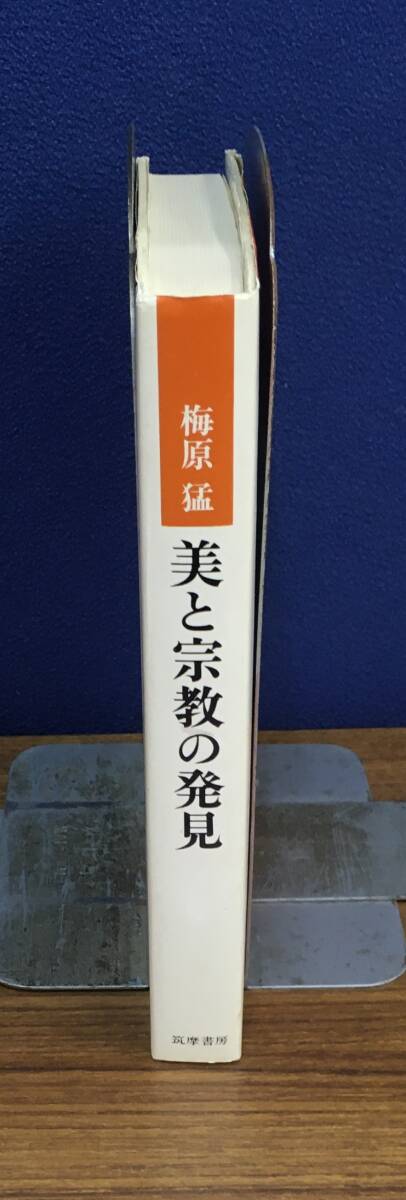 梅原 猛
美と宗教の発見
筑摩書房